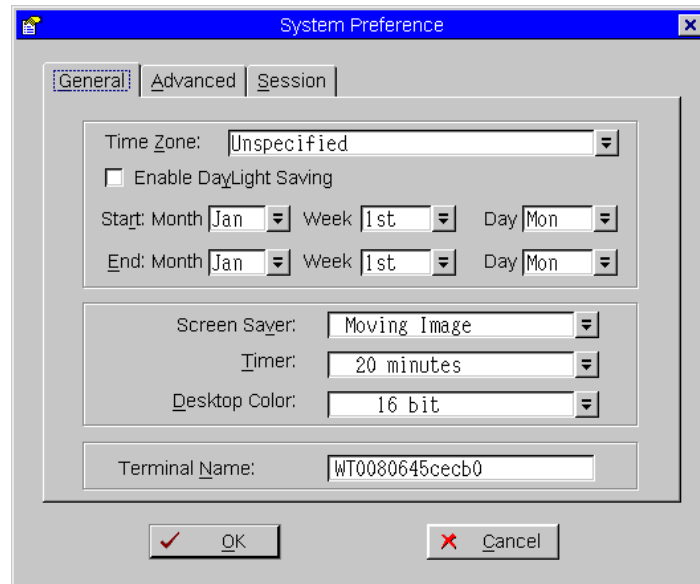 System Preference
General Advanced Session
Time Zone: Unspecified
Enable DayLight Saving
Start: Month Jan Week 1st Day Mon
End: Month Jan Week 1st Day Mon
Screen Saver: Moving Image
Timer: 20 minutes
Desktop Color: 16 bit
Terminal Name: WT0080645cecb0
OK Cancel